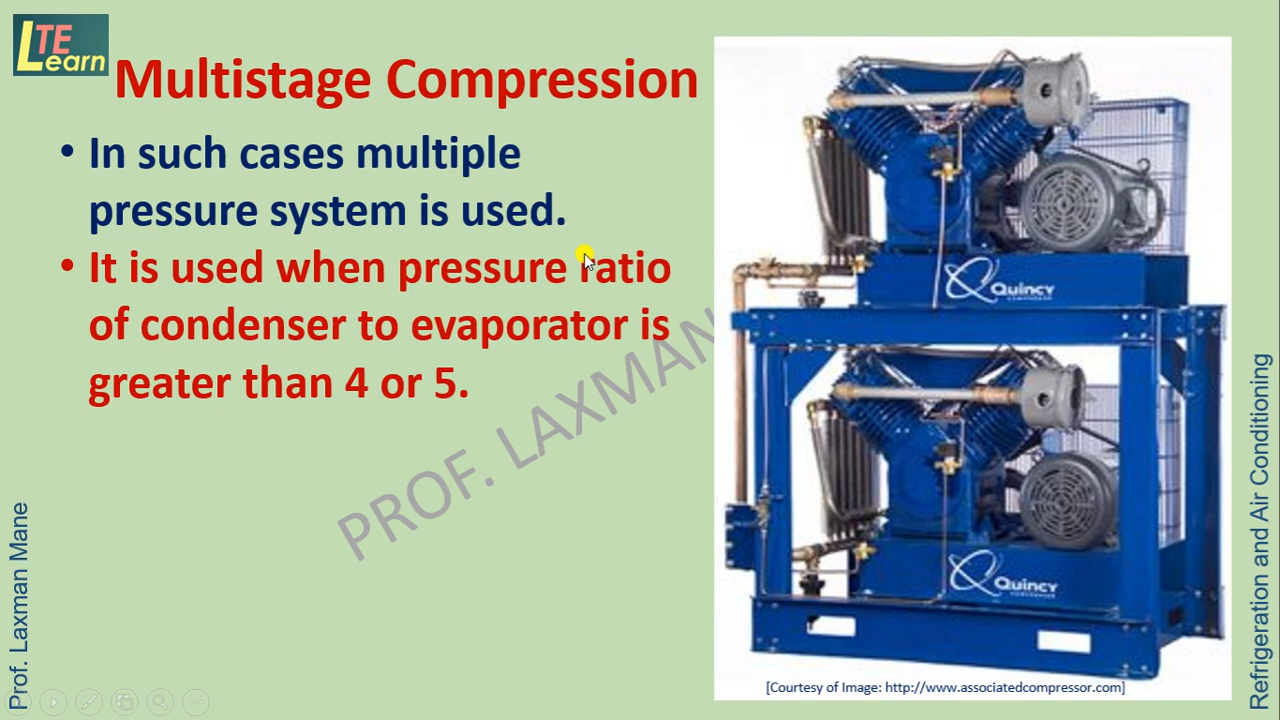 LTE
Learn
Multistage Compression
• In such cases multiple
pressure system is used.
• It is used when pressure ratio
of condenser to evaporator is
greater than 4 or 5.
PROF. LAXMAN
Quincy
COMPRESSOR
Quincy
COMPRESSOR
[Courtesy of Image: http://www.associatedcompressor.com]
Prof. Laxman Mane
Refrigeration and Air Conditioning